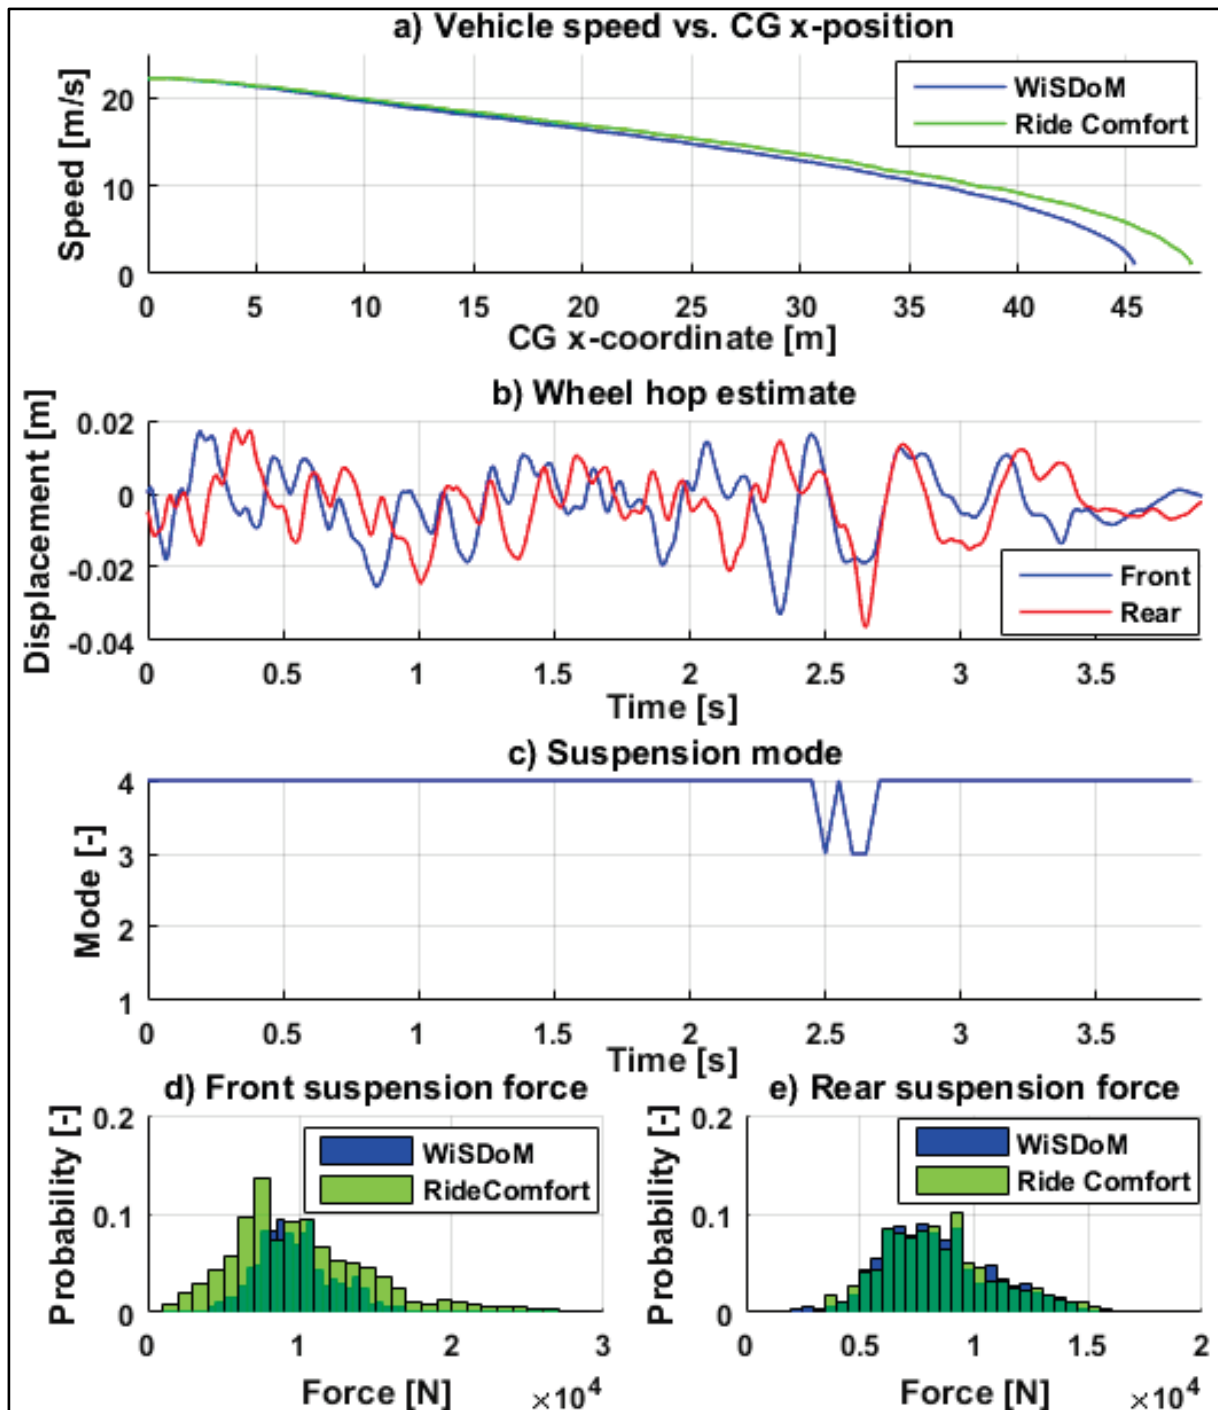 a) Vehicle speed vs. CG x-position
Speed [m/s]
20
10
0
WiSDoM
Ride Comfort
0 5 10 15 20 25 30 35 40 45
CG x-coordinate [m]
b) Wheel hop estimate
Displacement [m]
0.02
0
-0.02
-0.04
Front
Rear
0 0.5 1 1.5 2 2.5 3 3.5
Time [s]
c) Suspension mode
Mode [-]
4
3
2
1
0 0.5 1 1.5 2 2.5 3 3.5
Time [s]
d) Front suspension force
Probability [-]
0.2
0.1
0
WiSDoM
RideComfort
0 1 2 3
Force [N]
×10⁴
e) Rear suspension force
Probability [-]
0.2
0.1
0
WiSDoM
Ride Comfort
0 0.5 1 1.5 2
Force [N]
×10⁴